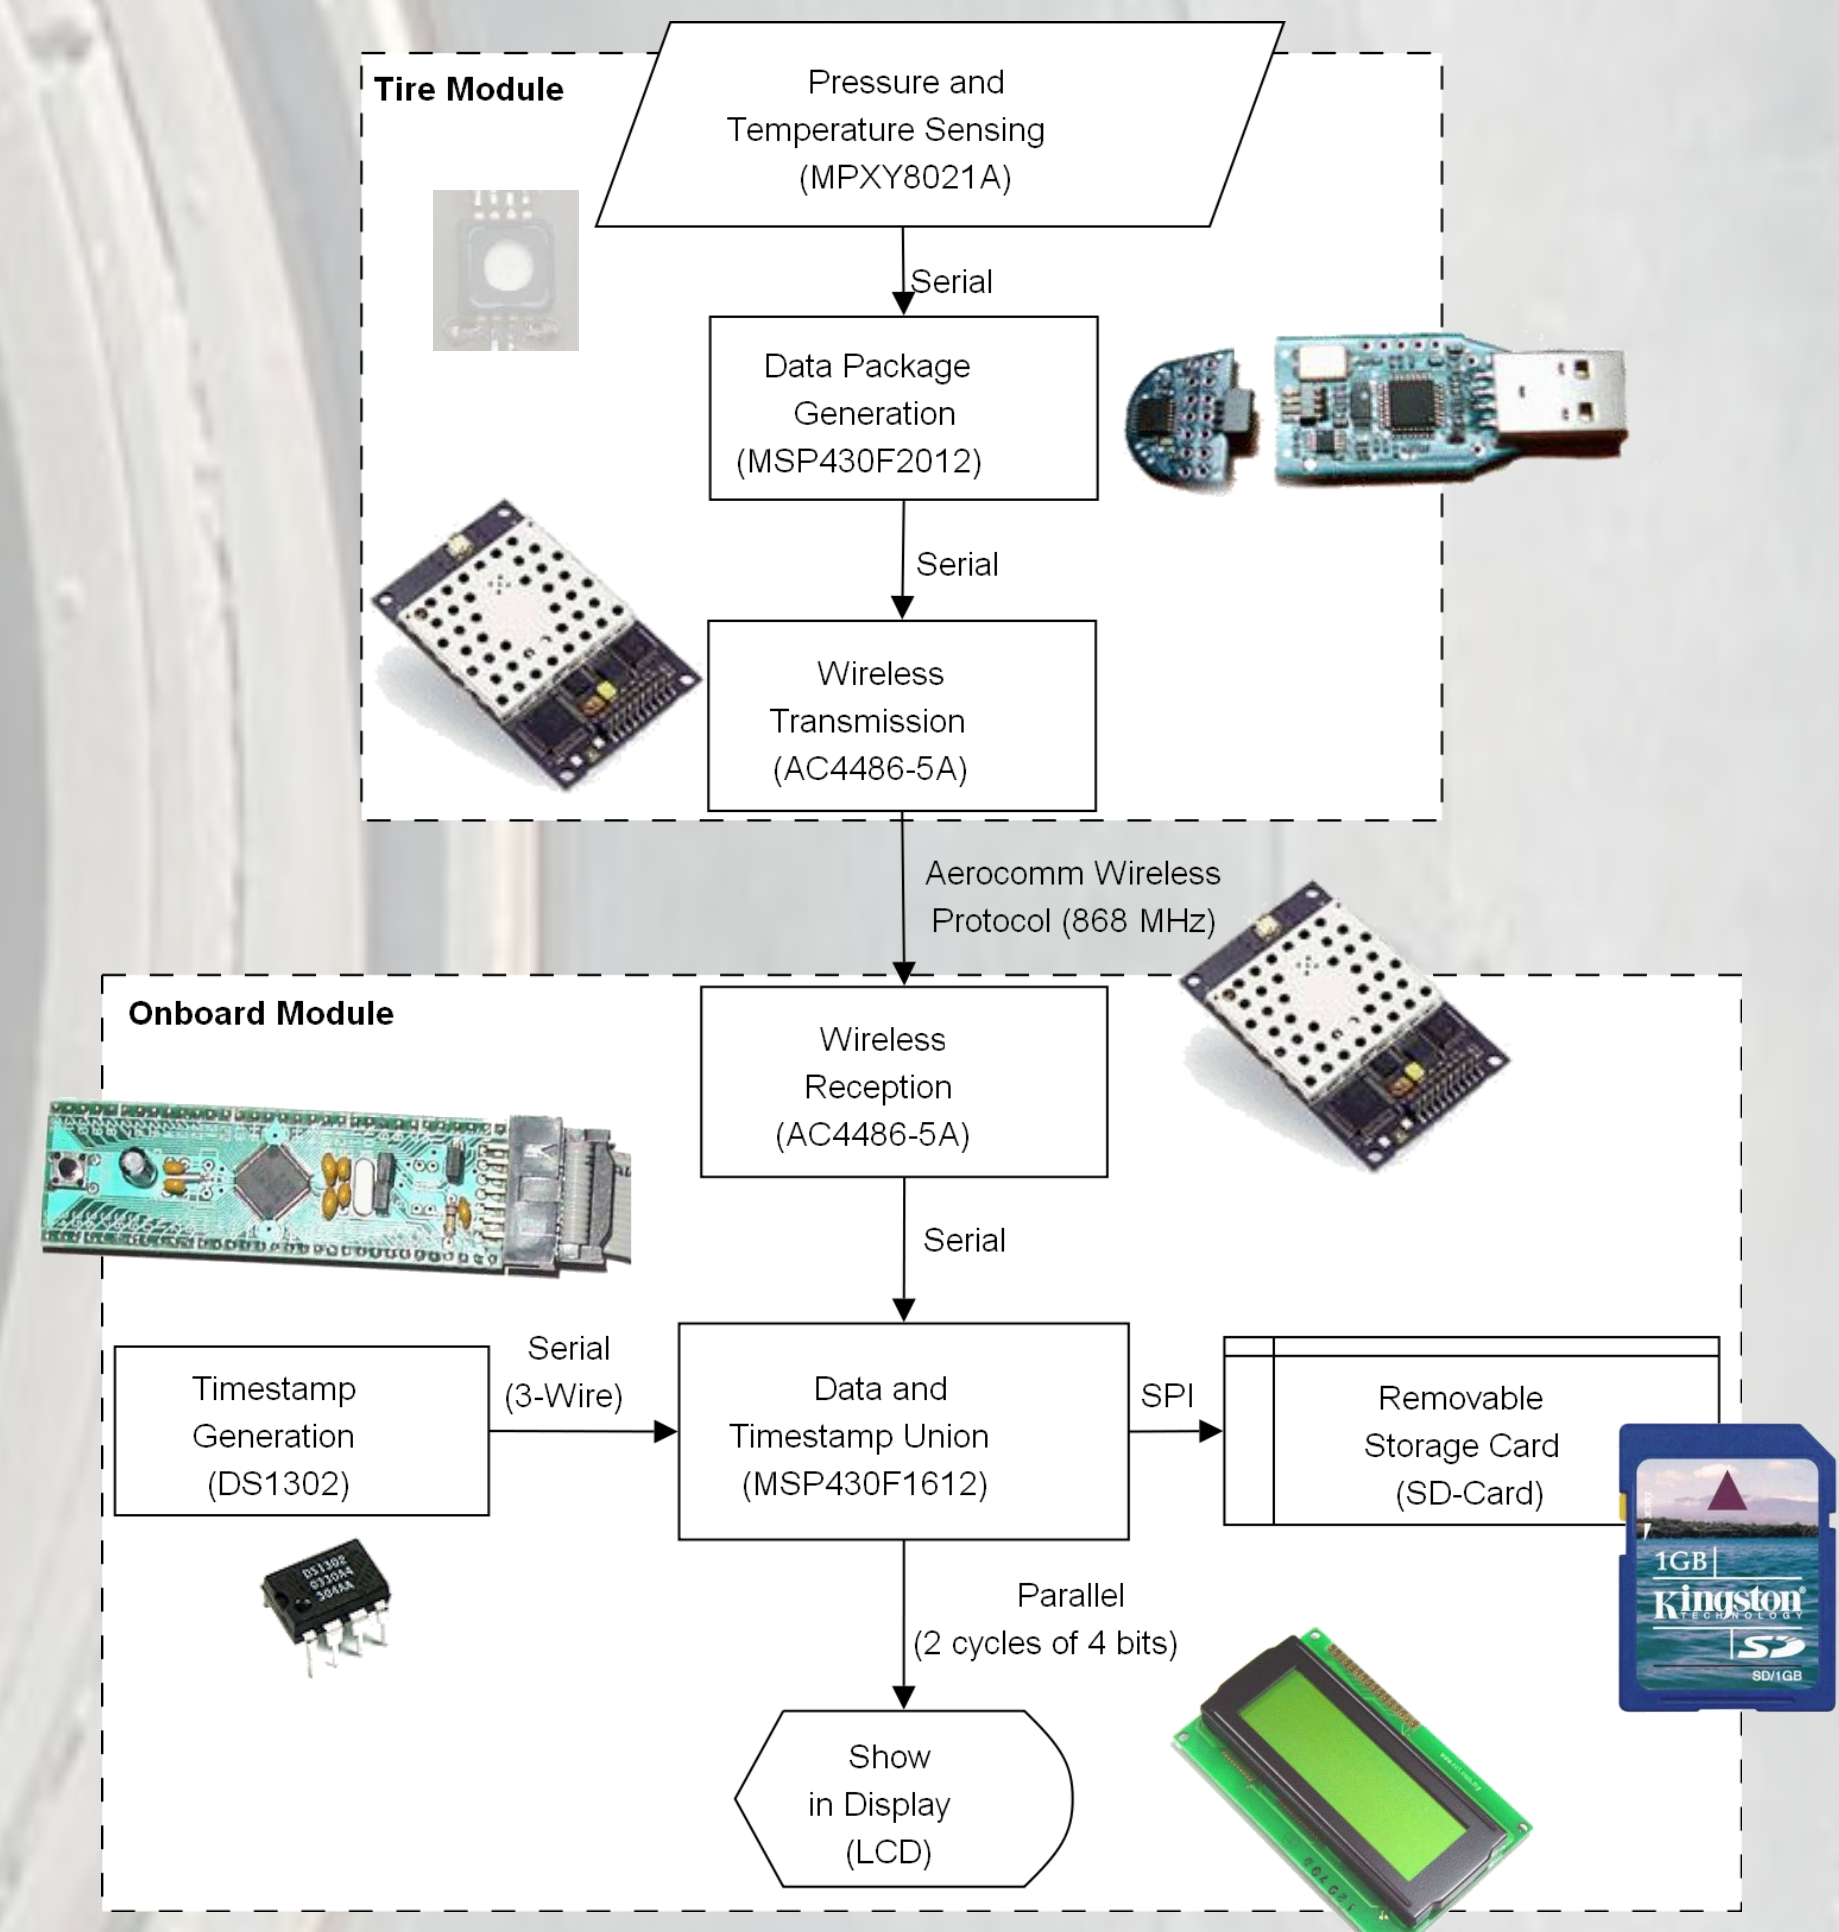 Tire Module
Pressure and
Temperature Sensing
(MPXY8021A)
Serial
Data Package
Generation
(MSP430F2012)
Serial
Wireless
Transmission
(AC4486-5A)
Aerocomm Wireless
Protocol (868 MHz)
Onboard Module
Wireless
Reception
(AC4486-5A)
Serial
Timestamp
Generation
(DS1302)
Serial
(3-Wire)
Data and
Timestamp Union
(MSP430F1612)
SPI
Removable
Storage Card
(SD-Card)
DS1302
0330A4
304AA
1GB
Kingston
TECHNOLOGY
SD
SD/1GB
Parallel
(2 cycles of 4 bits)
Show
in Display
(LCD)